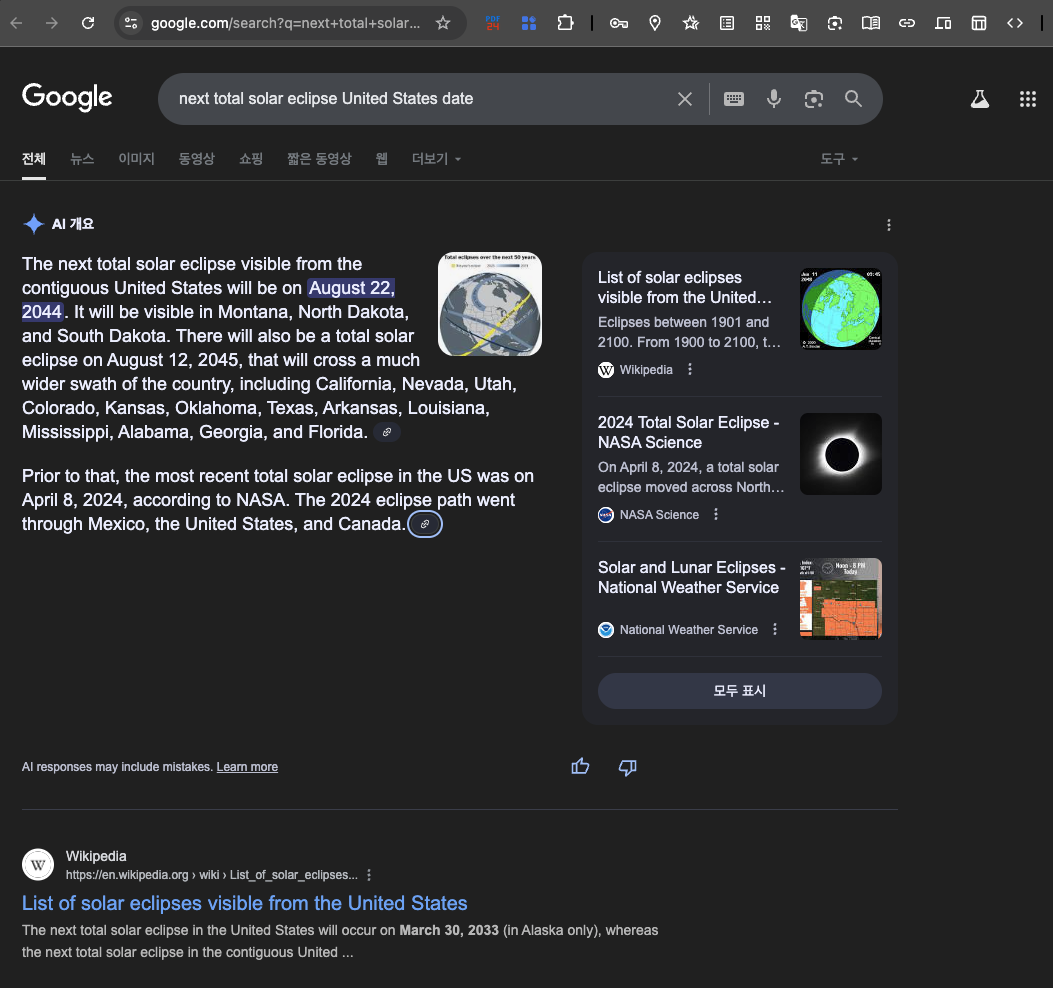 google.com/search?q=next+total+solar...
PDF
24
Google
next total solar eclipse United States date
전체
뉴스
이미지
동영상
쇼핑
짧은 동영상
웹
더보기
도구
AI 개요
The next total solar eclipse visible from the
contiguous United States will be on August 22,
2044. It will be visible in Montana, North Dakota,
and South Dakota. There will also be a total solar
eclipse on August 12, 2045, that will cross a much
wider swath of the country, including California, Nevada, Utah,
Colorado, Kansas, Oklahoma, Texas, Arkansas, Louisiana,
Mississippi, Alabama, Georgia, and Florida.
Prior to that, the most recent total solar eclipse in the US was on
April 8, 2024, according to NASA. The 2024 eclipse path went
through Mexico, the United States, and Canada.
Total eclipses over the next 50 years
List of solar eclipses
visible from the United...
Eclipses between 1901 and
2100. From 1900 to 2100, t...
W Wikipedia
2024 Total Solar Eclipse -
NASA Science
On April 8, 2024, a total solar
eclipse moved across North...
NASA Science
Solar and Lunar Eclipses -
National Weather Service
National Weather Service
Noon - 8 PM
Today
모두 표시
AI responses may include mistakes. Learn more
W
Wikipedia
https://en.wikipedia.org › wiki › List_of_solar_eclipses...
List of solar eclipses visible from the United States
The next total solar eclipse in the United States will occur on March 30, 2033 (in Alaska only), whereas
the next total solar eclipse in the contiguous United ...